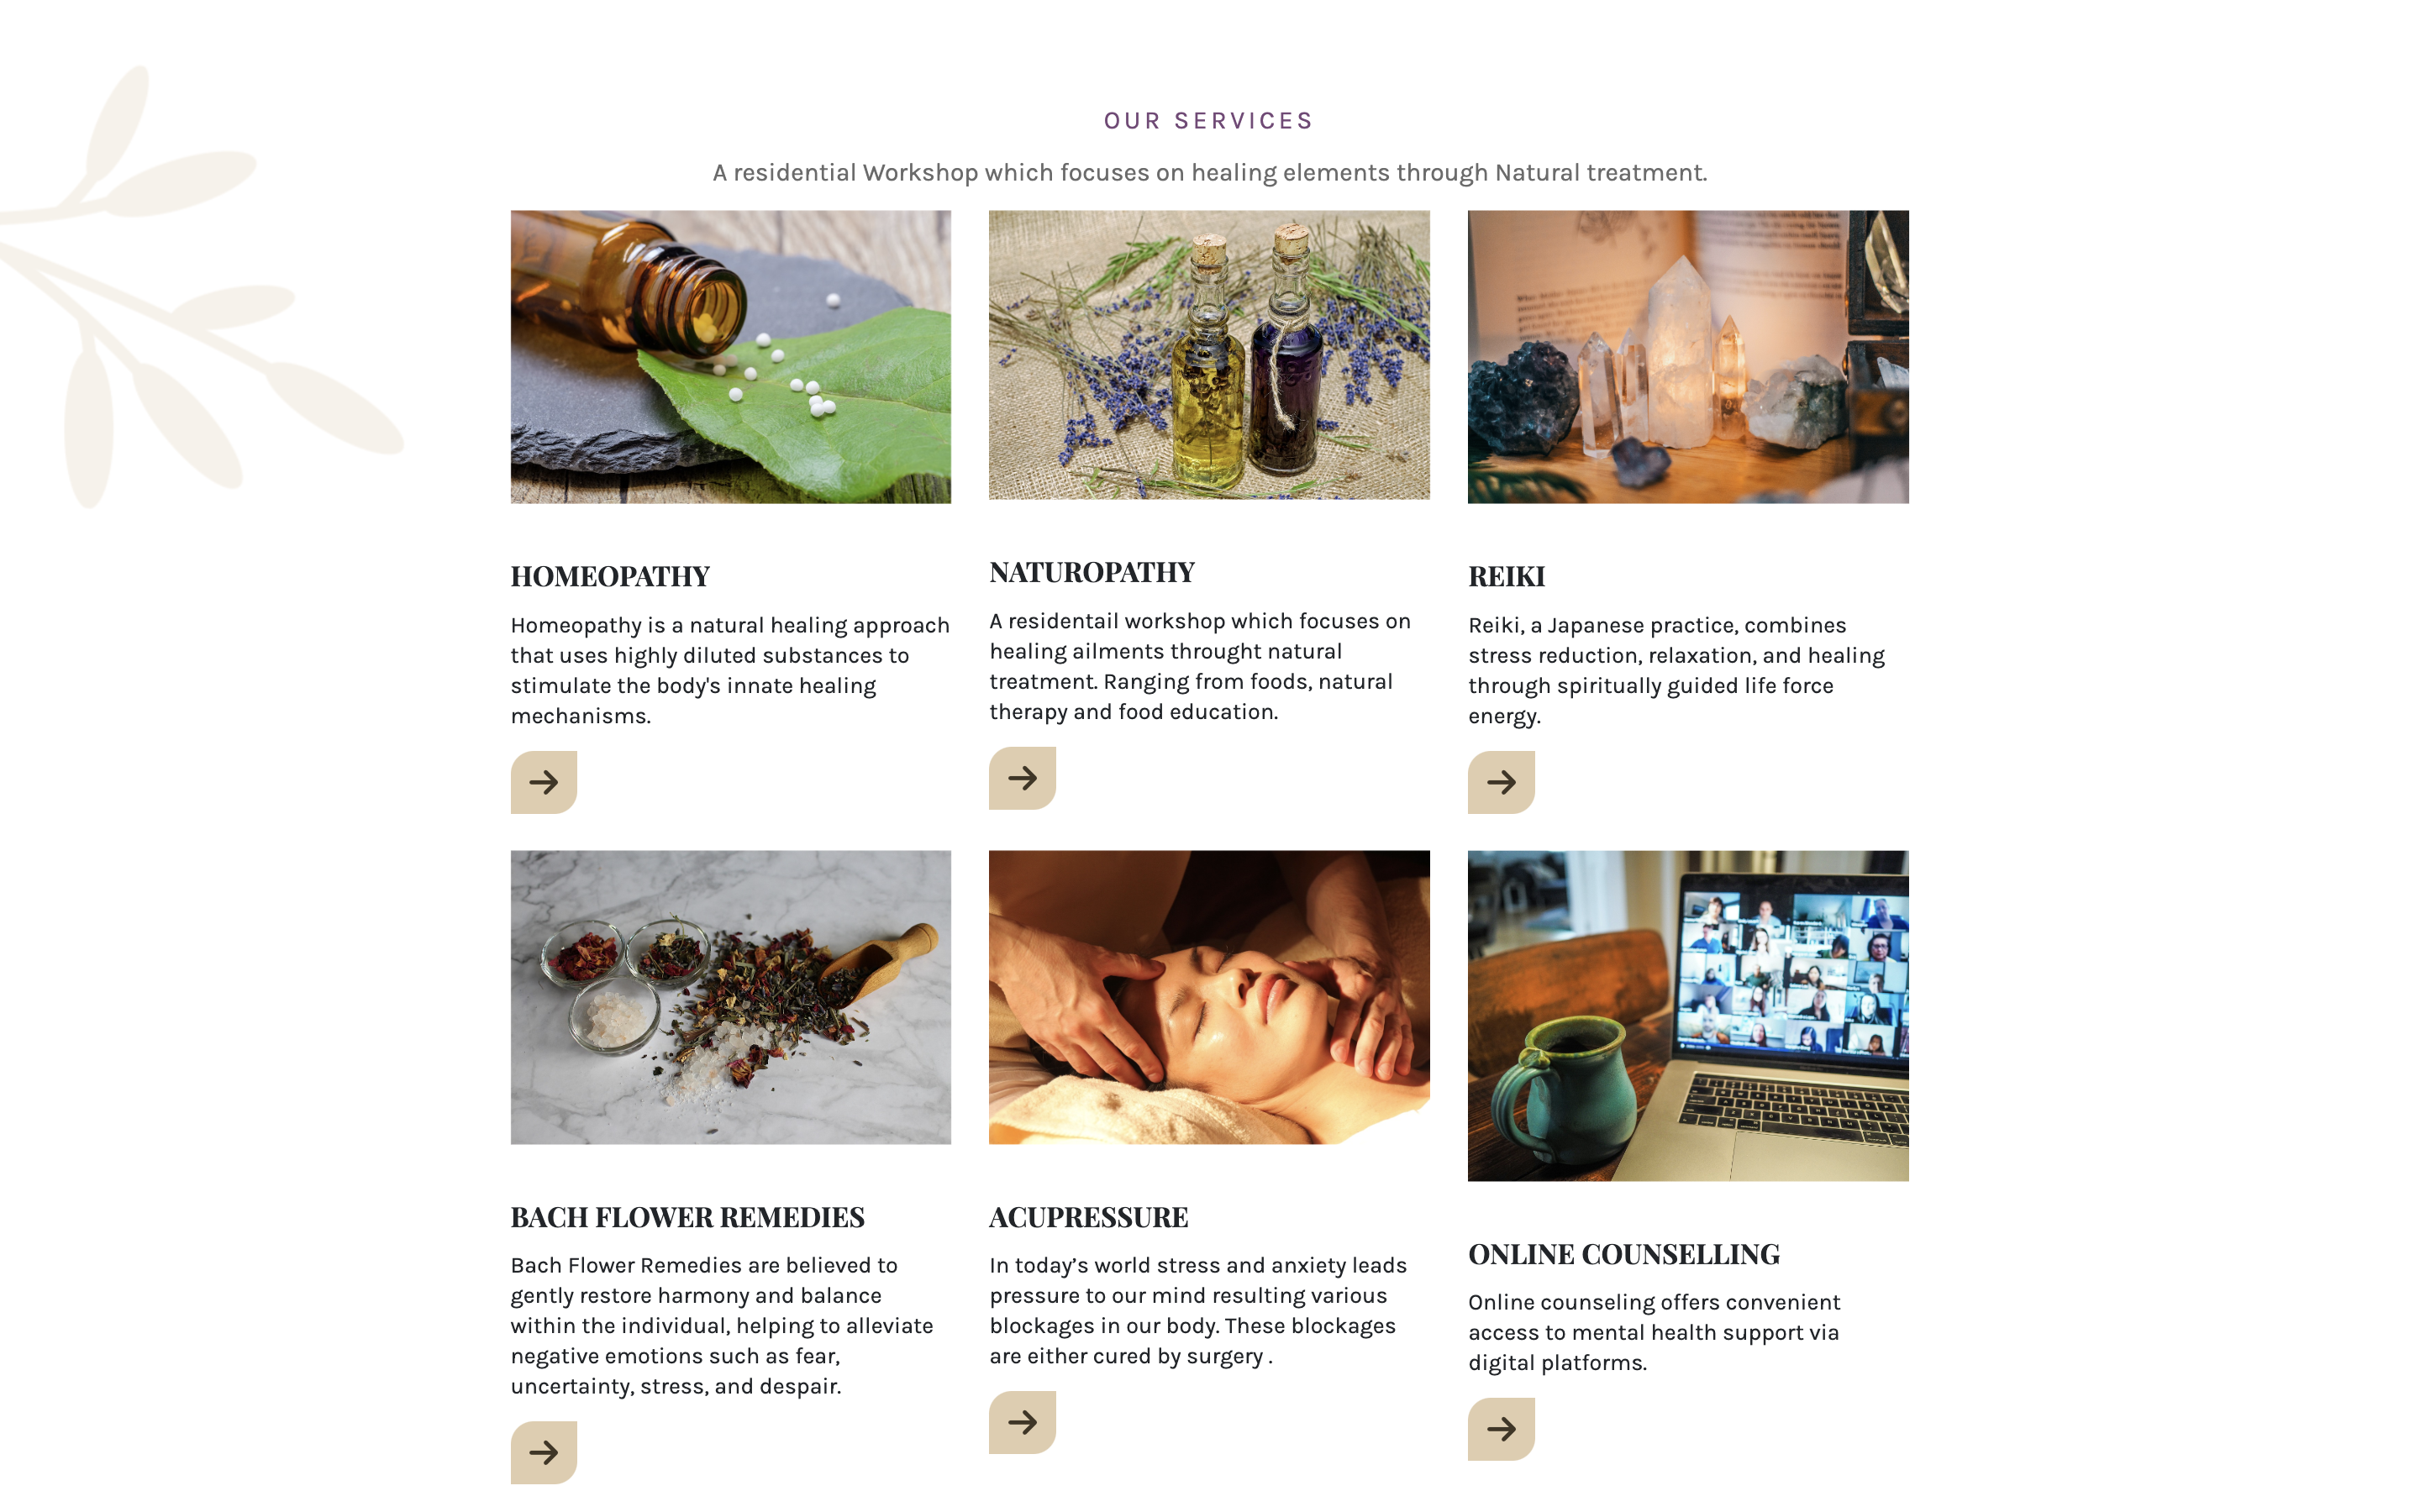 OUR SERVICES
A residential Workshop which focuses on healing elements through Natural treatment.
HOMEOPATHY
Homeopathy is a natural healing approach
that uses highly diluted substances to
stimulate the body's innate healing
mechanisms.
NATUROPATHY
A residentail workshop which focuses on
healing ailments throught natural
treatment. Ranging from foods, natural
therapy and food education.
REIKI
Reiki, a Japanese practice, combines
stress reduction, relaxation, and healing
through spiritually guided life force
energy.
BACH FLOWER REMEDIES
Bach Flower Remedies are believed to
gently restore harmony and balance
within the individual, helping to alleviate
negative emotions such as fear,
uncertainty, stress, and despair.
ACUPRESSURE
In today’s world stress and anxiety leads
pressure to our mind resulting various
blockages in our body. These blockages
are either cured by surgery .
ONLINE COUNSELLING
Online counseling offers convenient
access to mental health support via
digital platforms.